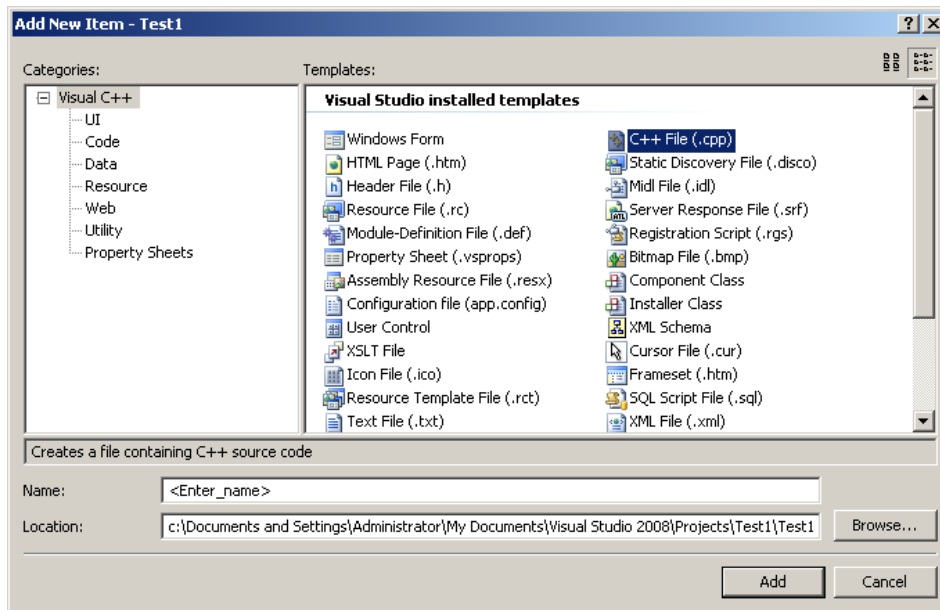 Add New Item - Test1
Categories:
Templates:
Visual C++
UI
Code
Data
Resource
Web
Utility
Property Sheets
Visual Studio installed templates
Windows Form
C++ File (.cpp)
HTML Page (.htm)
Static Discovery File (.disco)
Header File (.h)
Midl File (.idl)
Resource File (.rc)
Server Response File (.srf)
Module-Definition File (.def)
Registration Script (.rgs)
Property Sheet (.vsprops)
Bitmap File (.bmp)
Assembly Resource File (.resx)
Component Class
Configuration file (app.config)
Installer Class
User Control
XML Schema
XSLT File
Cursor File (.cur)
Icon File (.ico)
Frameset (.htm)
Resource Template File (.rct)
SQL Script File (.sql)
Text File (.txt)
XML File (.xml)
Creates a file containing C++ source code
Name:
<Enter_name>
Location:
c:\Documents and Settings\Administrator\My Documents\Visual Studio 2008\Projects\Test1\Test1
Browse...
Add
Cancel